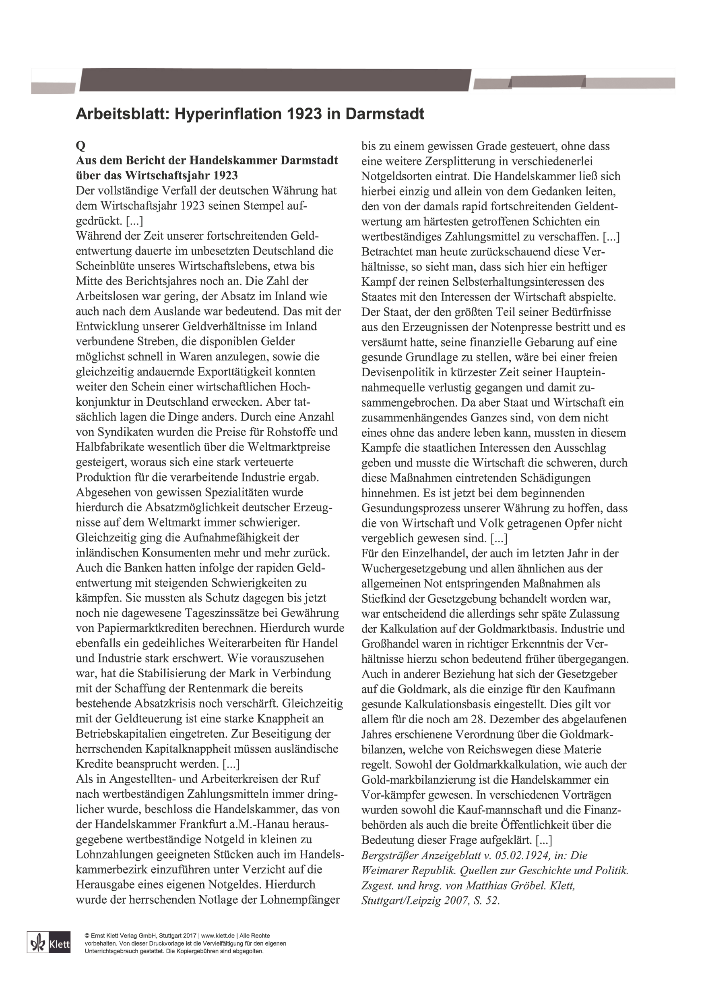 Arbeitsblatt: Hyperinflation 1923 in Darmstadt
Q
Aus dem Bericht der Handelskammer Darmstadt
über das Wirtschaftsjahr 1923
Der vollständige Verfall der deutschen Währung hat
dem Wirtschaftsjahr 1923 seinen Stempel auf-
gedrückt. [...]
Während der Zeit unserer fortschreitenden Geld-
entwertung dauerte im unbesetzten Deutschland die
Scheinblüte unseres Wirtschaftslebens, etwa bis
Mitte des Berichtsjahres noch an. Die Zahl der
Arbeitslosen war gering, der Absatz im Inland wie
auch nach dem Auslande war bedeutend. Das mit der
Entwicklung unserer Geldverhältnisse im Inland
verbundene Streben, die disponiblen Gelder
möglichst schnell in Waren anzulegen, sowie die
gleichzeitig andauernde Exporttätigkeit konnten
weiter den Schein einer wirtschaftlichen Hoch-
konjunktur in Deutschland erwecken. Aber tat-
sächlich lagen die Dinge anders. Durch eine Anzahl
von Syndikaten wurden die Preise für Rohstoffe und
Halbfabrikate wesentlich über die Weltmarktpreise
gesteigert, woraus sich eine stark verteuerte
Produktion für die verarbeitende Industrie ergab.
Abgesehen von gewissen Spezialitäten wurde
hierdurch die Absatzmöglichkeit deutscher Erzeug-
nisse auf dem Weltmarkt immer schwieriger.
Gleichzeitig ging die Aufnahmefähigkeit der
inländischen Konsumenten mehr und mehr zurück.
Auch die Banken hatten infolge der rapiden Geld-
entwertung mit steigenden Schwierigkeiten zu
kämpfen. Sie mussten als Schutz dagegen bis jetzt
noch nie dagewesene Tageszinssätze bei Gewährung
von Papiermarktkrediten berechnen. Hierdurch wurde
ebenfalls ein gedeihliches Weiterarbeiten für Handel
und Industrie stark erschwert. Wie vorauszusehen
war, hat die Stabilisierung der Mark in Verbindung
mit der Schaffung der Rentenmark die bereits
bestehende Absatzkrisis noch verschärft. Gleichzeitig
mit der Geldteuerung ist eine starke Knappheit an
Betriebskapitalien eingetreten. Zur Beseitigung der
herrschenden Kapitalknappheit müssen ausländische
Kredite beansprucht werden. [...]
Als in Angestellten- und Arbeiterkreisen der Ruf
nach wertbeständigen Zahlungsmitteln immer dring-
licher wurde, beschloss die Handelskammer, das von
der Handelskammer Frankfurt a.M.-Hanau heraus-
gegebene wertbeständige Notgeld in kleinen zu
Lohnzahlungen geeigneten Stücken auch im Handels-
kammerbezirk einzuführen unter Verzicht auf die
Herausgabe eines eigenen Notgeldes. Hierdurch
wurde der herrschenden Notlage der Lohnempfänger
bis zu einem gewissen Grade gesteuert, ohne dass
eine weitere Zersplitterung in verschiedenerlei
Notgeldsorten eintrat. Die Handelskammer ließ sich
hierbei einzig und allein von dem Gedanken leiten,
den von der damals rapid fortschreitenden Geldent-
wertung am härtesten getroffenen Schichten ein
wertbeständiges Zahlungsmittel zu verschaffen. [...]
Betrachtet man heute zurückschauend diese Ver-
hältnisse, so sieht man, dass sich hier ein heftiger
Kampf der reinen Selbsterhaltungsinteressen des
Staates mit den Interessen der Wirtschaft abspielte.
Der Staat, der den größten Teil seiner Bedürfnisse
aus den Erzeugnissen der Notenpresse bestritt und es
versäumt hatte, seine finanzielle Gebarung auf eine
gesunde Grundlage zu stellen, wäre bei einer freien
Devisenpolitik in kürzester Zeit seiner Hauptein-
nahmequelle verlustig gegangen und damit zu-
sammengebrochen. Da aber Staat und Wirtschaft ein
zusammenhängendes Ganzes sind, von dem nicht
eines ohne das andere leben kann, mussten in diesem
Kampfe die staatlichen Interessen den Ausschlag
geben und musste die Wirtschaft die schweren, durch
diese Maßnahmen eintretenden Schädigungen
hinnehmen. Es ist jetzt bei dem beginnenden
Gesundungsprozess unserer Währung zu hoffen, dass
die von Wirtschaft und Volk getragenen Opfer nicht
vergeblich gewesen sind. [...]
Für den Einzelhandel, der auch im letzten Jahr in der
Wuchergesetzgebung und allen ähnlichen aus der
allgemeinen Not entspringenden Maßnahmen als
Stiefkind der Gesetzgebung behandelt worden war,
war entscheidend die allerdings sehr späte Zulassung
der Kalkulation auf der Goldmarktbasis. Industrie und
Großhandel waren in richtiger Erkenntnis der Ver-
hältnisse hierzu schon bedeutend früher übergegangen.
Auch in anderer Beziehung hat sich der Gesetzgeber
auf die Goldmark, als die einzige für den Kaufmann
gesunde Kalkulationsbasis eingestellt. Dies gilt vor
allem für die noch am 28. Dezember des abgelaufenen
Jahres erschienene Verordnung über die Goldmark-
bilanzen, welche von Reichswegen diese Materie
regelt. Sowohl der Goldmarkkalkulation, wie auch der
Gold-markbilanzierung ist die Handelskammer ein
Vor-kämpfer gewesen. In verschiedenen Vorträgen
wurden sowohl die Kauf-mannschaft und die Finanz-
behörden als auch die breite Öffentlichkeit über die
Bedeutung dieser Frage aufgeklärt. [...]
Bergsträßer Anzeigeblatt v. 05.02.1924, in: Die
Weimarer Republik. Quellen zur Geschichte und Politik.
Zsgest. und hrsg. von Matthias Gröbel. Klett,
Stuttgart/Leipzig 2007, S. 52.
Klett
© Ernst Klett Verlag GmbH, Stuttgart 2017 | www.klett.de | Alle Rechte
vorbehalten. Von dieser Druckvorlage ist die Vervielfältigung für den eigenen
Unterrichtsgebrauch gestattet. Die Kopiergebühren sind abgegolten.